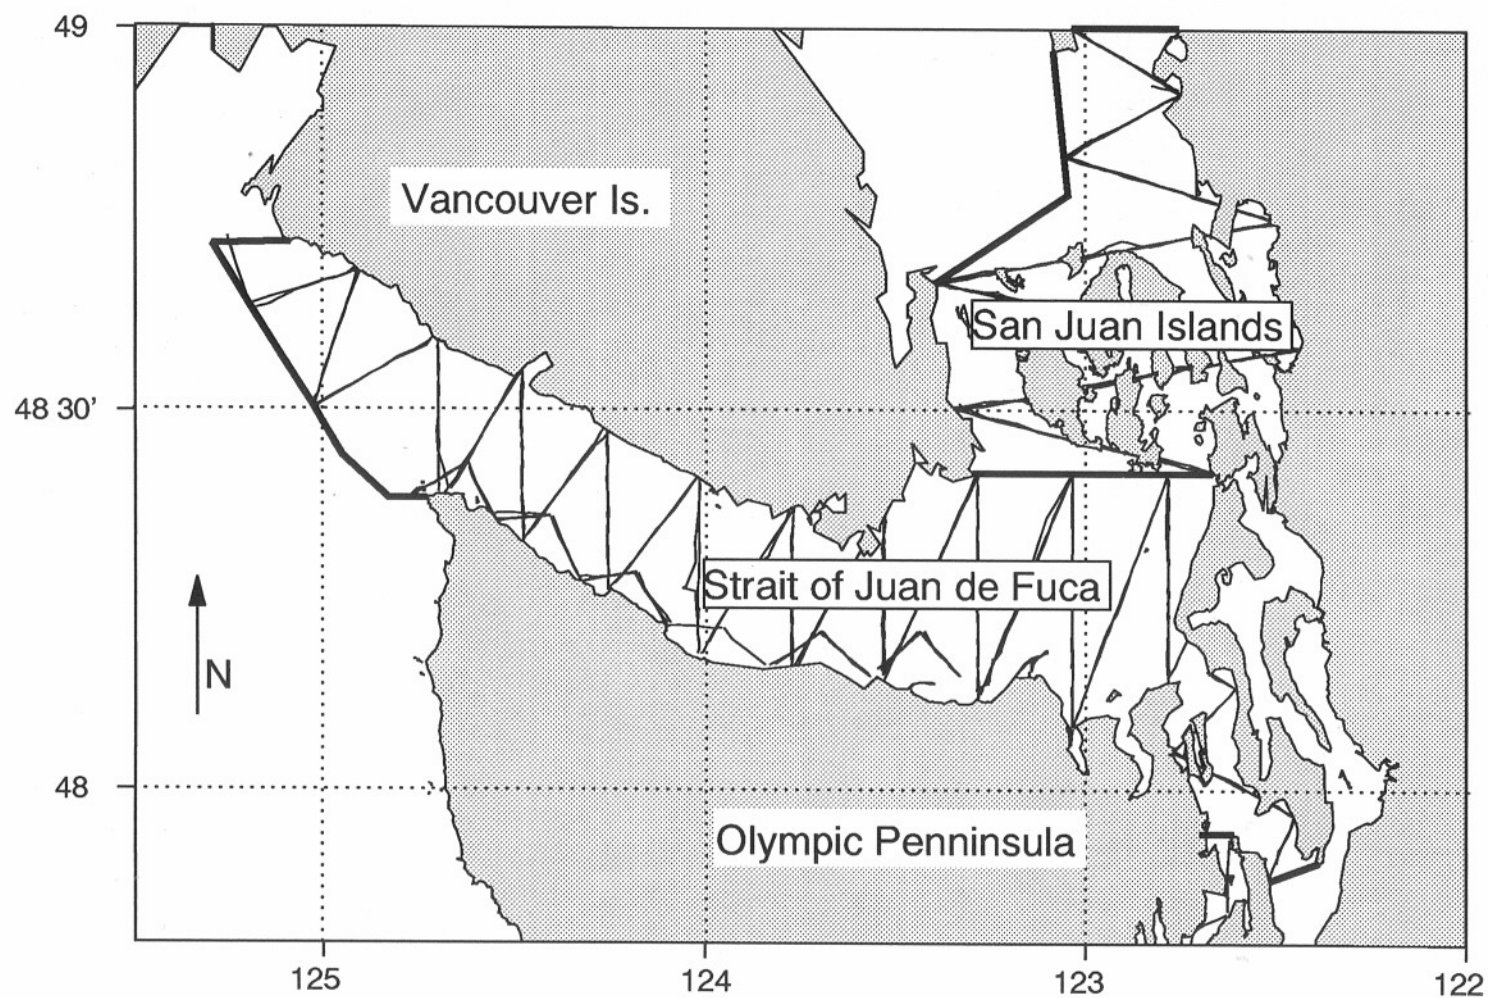 49
Vancouver Is.
San Juan Islands
48 30’
Strait of Juan de Fuca
N
48
Olympic Penninsula
125
124
123
122